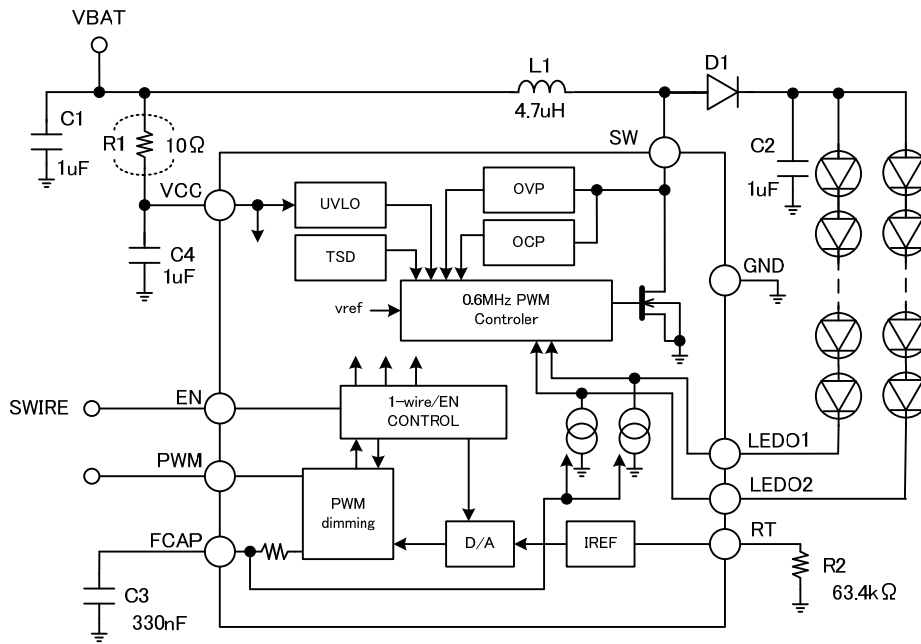 VBAT
L1
4.7uH
D1
C1
1uF
R1
10Ω
SW
C2
1uF
VCC
UVLO
OVP
TSD
OCP
C4
1uF
GND
vref
0.6MHz PWM
Controler
SWIRE
EN
1-wire/EN
CONTROL
LEDO1
PWM
LEDO2
PWM
dimming
FCAP
D/A
IREF
RT
C3
330nF
R2
63.4kΩ